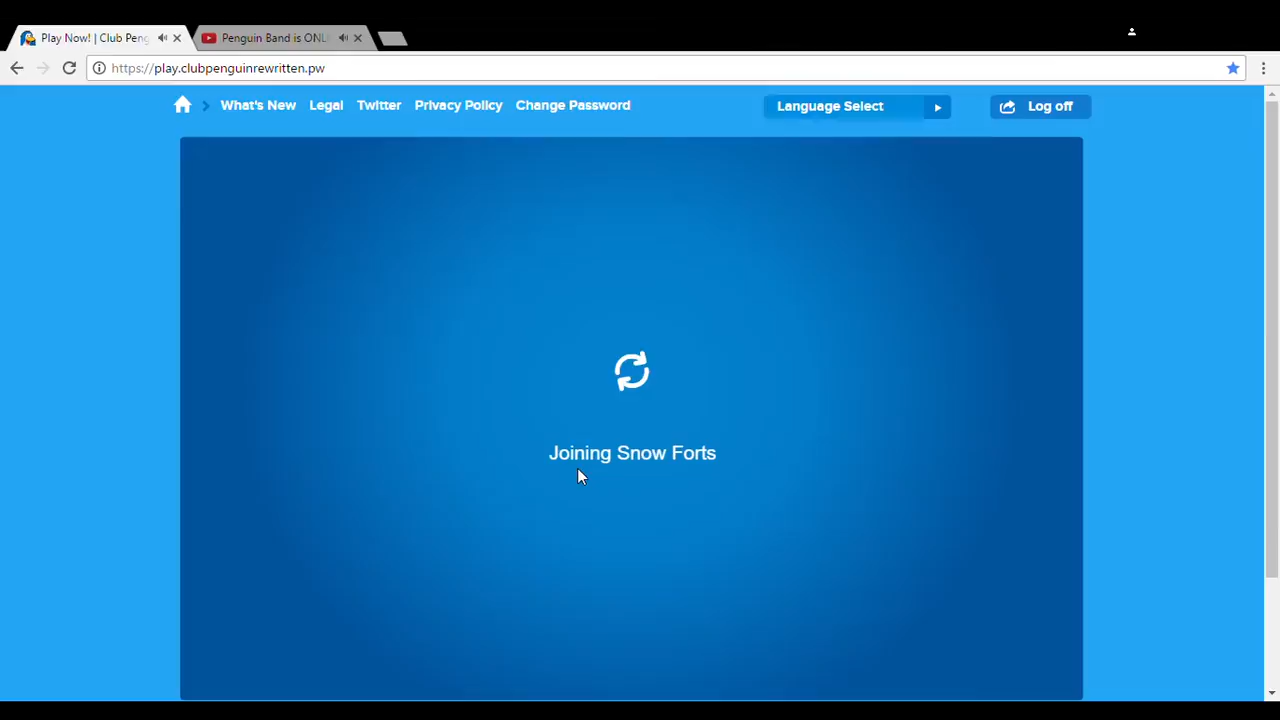 Play Now! | Club Peng
Penguin Band is ONLI
https://play.clubpenguinrewritten.pw
What's New Legal Twitter Privacy Policy Change Password Language Select Log off
Joining Snow Forts